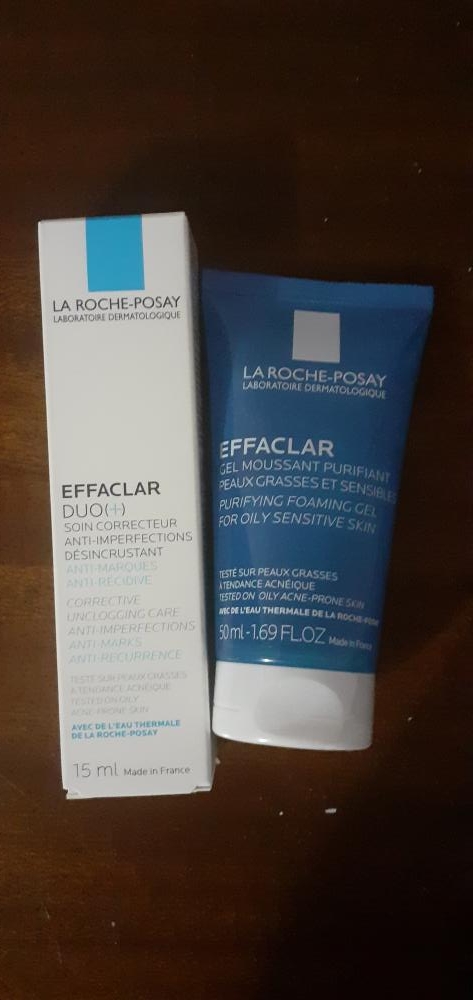 LA ROCHE-POSAY
LABORATOIRE DERMATOLOGIQUE
EFFACLAR
DUO(+)
SOIN CORRECTEUR
ANTI-IMPERFECTIONS
DÉSINCRUSTANT
ANTI-MARQUES
ANTI-RÉCIDIVE
CORRECTIVE
UNCLOGGING CARE
ANTI-IMPERFECTIONS
ANTI-MARKS
ANTI-RECURRENCE
TESTÉ SUR PEAUX GRASSES
À TENDANCE ACNÉIQUE
TESTED ON OILY
ACNE-PRONE SKIN
AVEC DE L'EAU THERMALE
DE LA ROCHE-POSAY
15 ml Made in France
LA ROCHE-POSAY
LABORATOIRE DERMATOLOGIQUE
EFFACLAR
GEL MOUSSANT PURIFIANT
PEAUX GRASSES ET SENSIBLES
PURIFYING FOAMING GEL
FOR OILY SENSITIVE SKIN
TESTÉ SUR PEAUX GRASSES
À TENDANCE ACNÉIQUE
TESTED ON OILY ACNE-PRONE SKIN
AVEC DE L'EAU THERMALE DE LA ROCHE-POSAY
50 ml - 1.69 FL.OZ Made in France